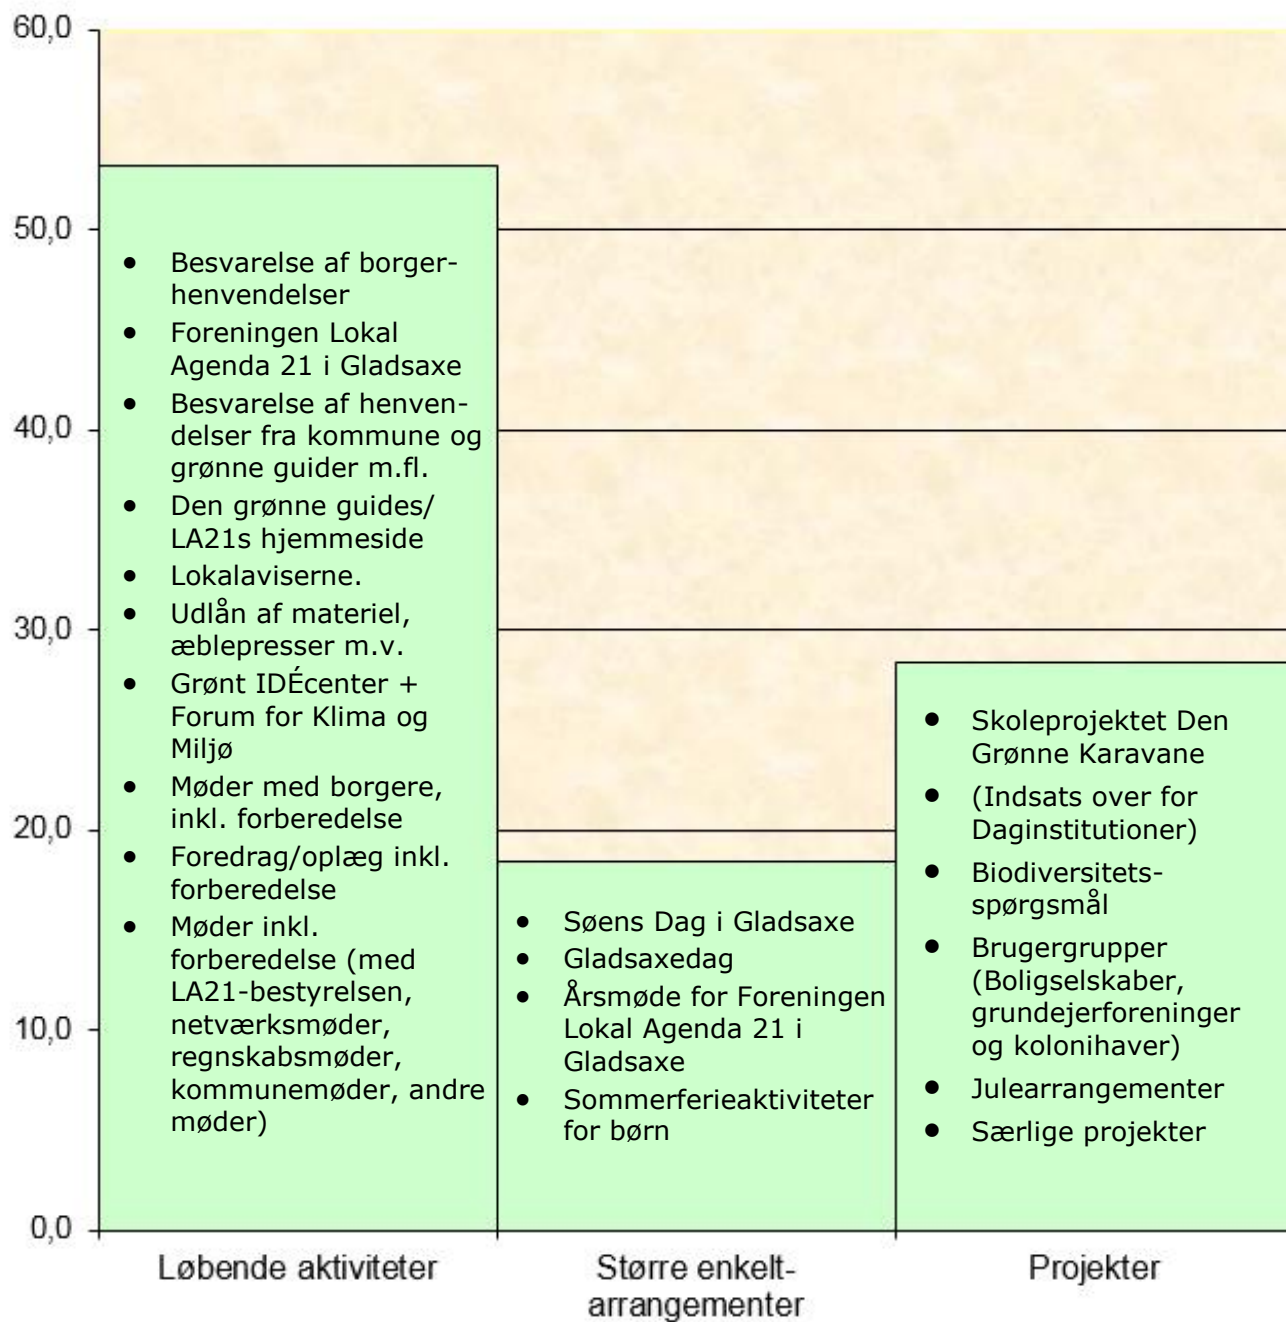 60,0
50,0
40,0
30,0
20,0
10,0
0,0
• Besvarelse af borger-
henvendelser
• Foreningen Lokal
Agenda 21 i Gladsaxe
• Besvarelse af henven-
delser fra kommune og
grønne guider m.fl.
• Den grønne guides/
LA21s hjemmeside
• Lokalaviserne.
• Udlån af materiel,
æblepresser m.v.
• Grønt IDÉcenter +
Forum for Klima og
Miljø
• Møder med borgere,
inkl. forberedelse
• Foredrag/oplæg inkl.
forberedelse
• Møder inkl.
forberedelse (med
LA21-bestyrelsen,
netværksmøder,
regnskabsmøder,
kommunemøder, andre
møder)
• Søens Dag i Gladsaxe
• Gladsaxedag
• Årsmøde for Foreningen
Lokal Agenda 21 i
Gladsaxe
• Sommerferieaktiviteter
for børn
• Skoleprojektet Den
Grønne Karavane
• (Indsats over for
Daginstitutioner)
• Biodiversitets-
spørgsmål
• Brugergrupper
(Boligselskaber,
grundejerforeninger
og kolonihaver)
• Julearrangementer
• Særlige projekter
Løbende aktiviteter
Større enkelt-
arrangementer
Projekter